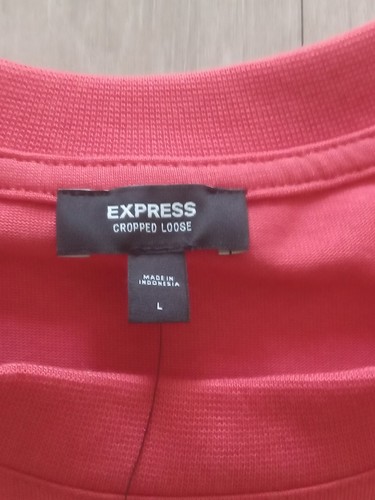 EXPRESS
CROPPED LOOSE
MADE IN
INDONESIA
L